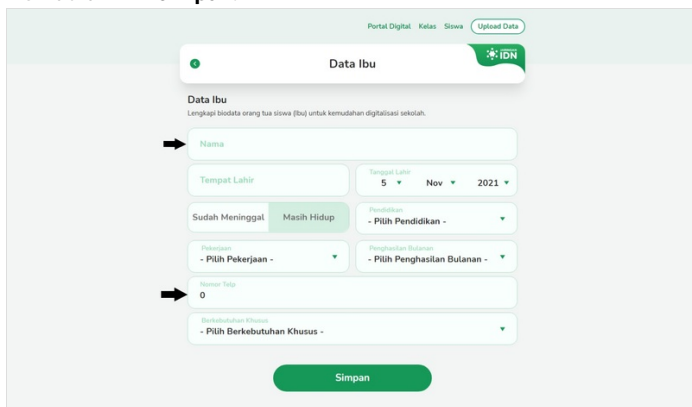 Portal Digital Kelas Siswa Upload Data
Data Ibu
IDN
Data Ibu
Lengkapi biodata orang tua siswa (Ibu) untuk kemudahan digitalisasi sekolah.
Nama
Tempat Lahir
Tanggal Lahir
5 Nov 2021
Sudah Meninggal Masih Hidup
Pendidikan
- Pilih Pendidikan -
Pekerjaan
- Pilih Pekerjaan -
Penghasilan Bulanan
- Pilih Penghasilan Bulanan -
Nomor Telp
0
Berkebutuhan Khusus
- Pilih Berkebutuhan Khusus -
Simpan